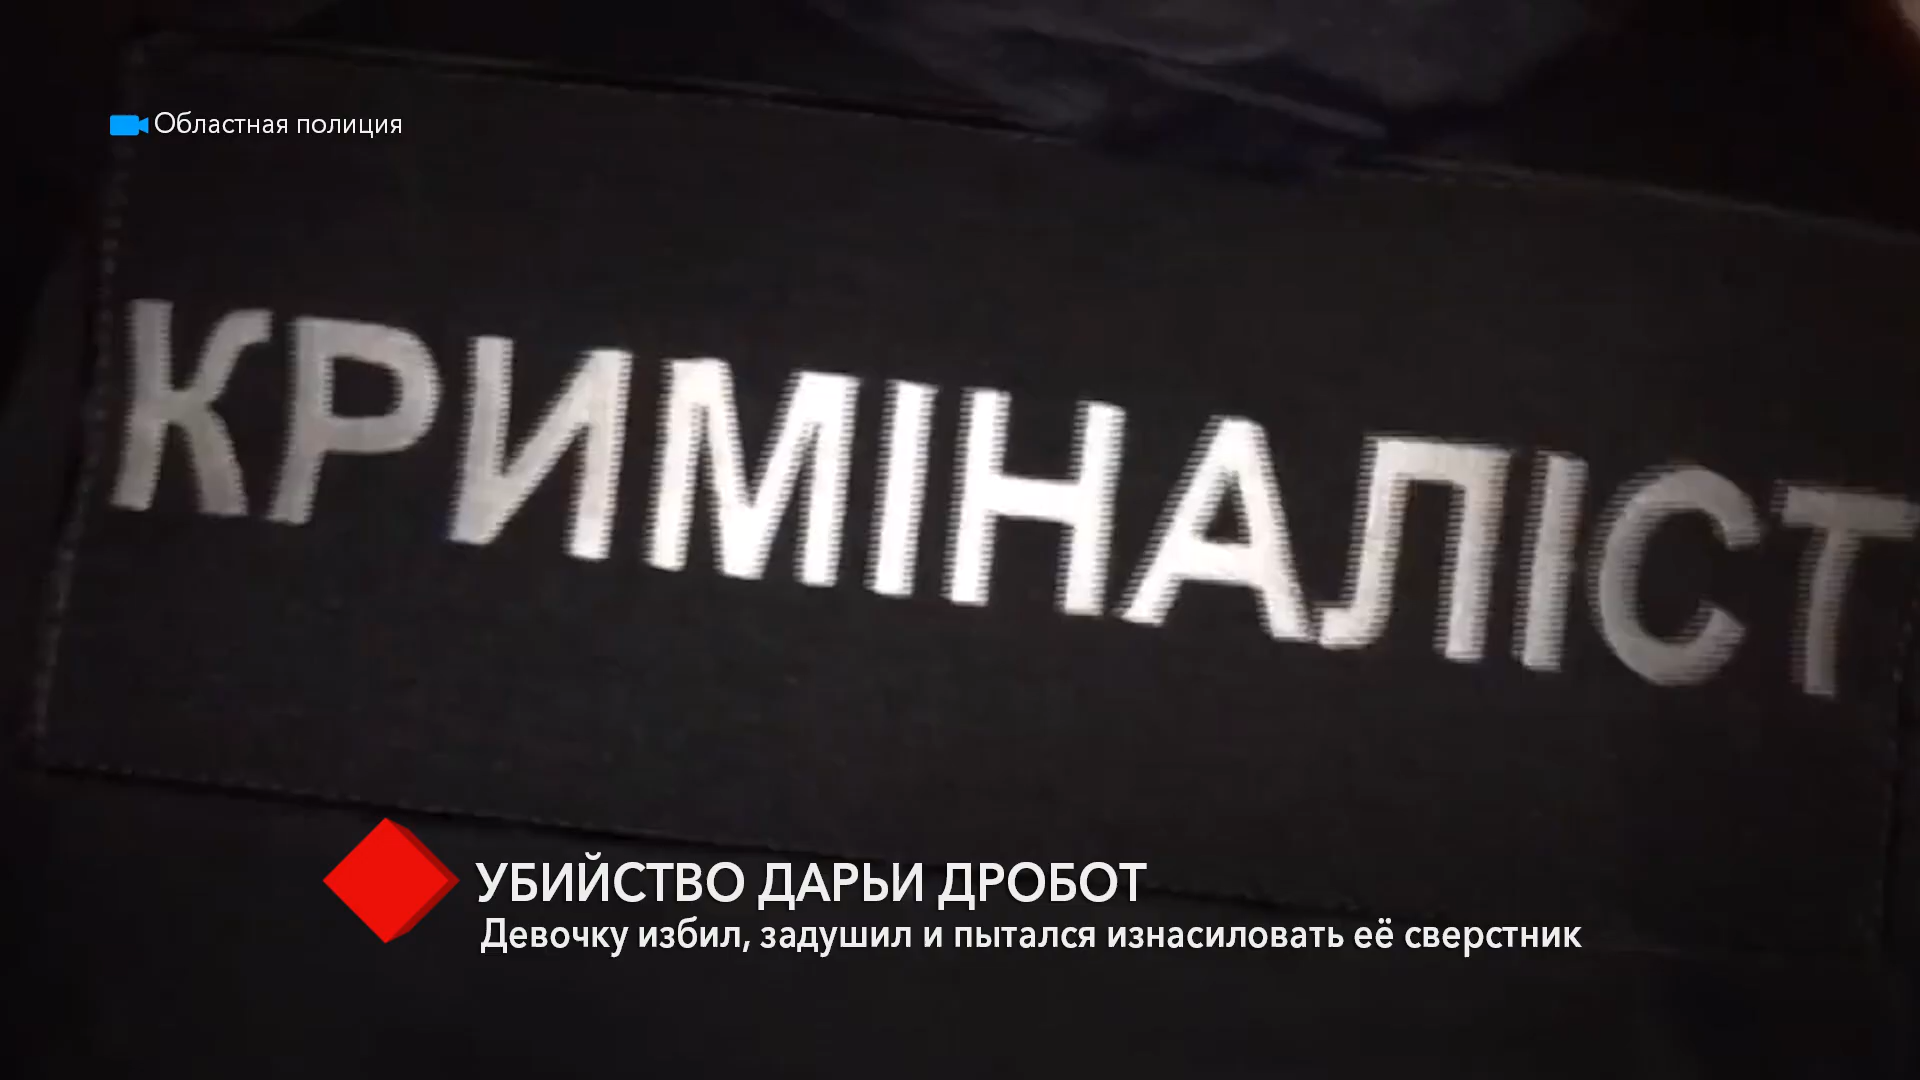 Областная полиция
КРИМІНАЛІСТ
УБИЙСТВО ДАРЬИ ДРОБОТ
Девочку избил, задушил и пытался изнасиловать её сверстник